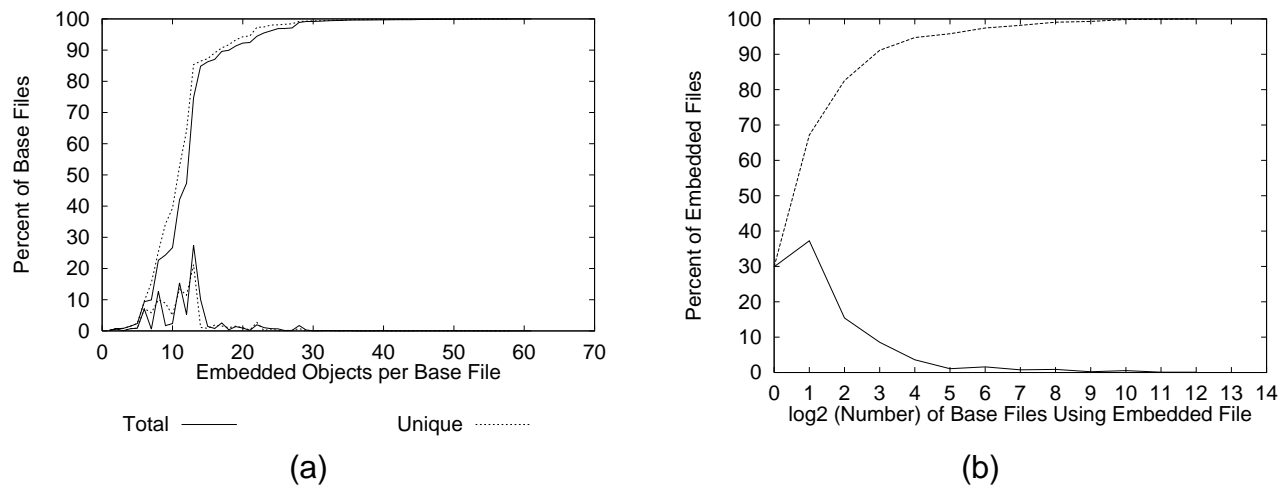 Percent of Base Files
100
90
80
70
60
50
40
30
20
10
0
0 10 20 30 40 50 60 70
Embedded Objects per Base File
Total
Unique
(a)
Percent of Embedded Files
100
90
80
70
60
50
40
30
20
10
0
0 1 2 3 4 5 6 7 8 9 10 11 12 13 14
log2 (Number) of Base Files Using Embedded File
(b)